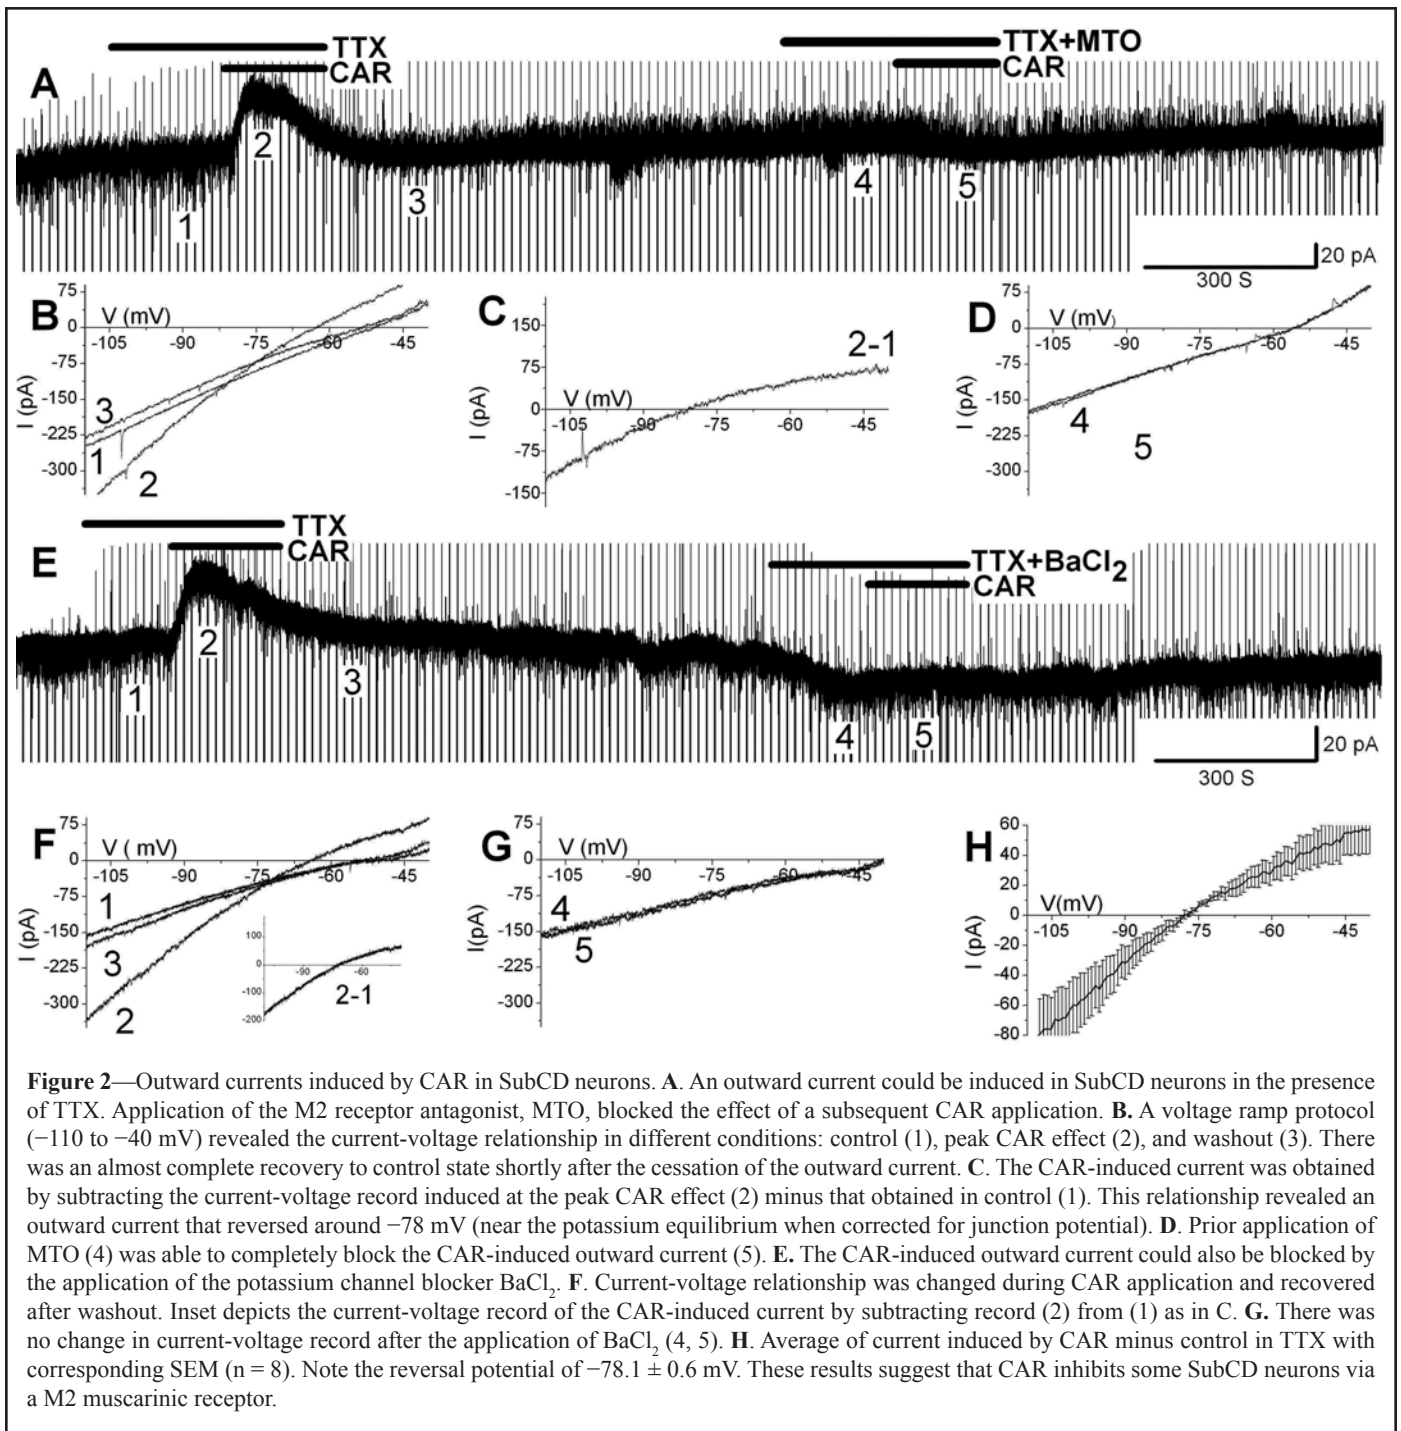 TTX
CAR
TTX+MTO
CAR
A
2
1
3
4
5
20 pA
300 S
B
75
V (mV)
0
-105 -90 -75 -60 -45
-75
-150
-225
-300
I (pA)
3
1
2
C
150
75
0
-75
-150
V (mV)
-105 -90 -75 -60 -45
I (pA)
2-1
D
75
V (mV)
0
-105 -90 -75 -60 -45
-75
-150
-225
-300
I (pA)
4
5
TTX
CAR
TTX+BaCl2
CAR
E
2
1
3
4
5
20 pA
300 S
F
75
V ( mV)
0
-105 -90 -75 -60 -45
-75
-150
-225
-300
I (pA)
1
3
2
100
0
-100
-200
-90 -60
2-1
G
75
V (mV)
0
-105 -90 -75 -60 -45
-75
-150
-225
-300
I(pA)
4
5
H
60
40
20
0
-20
-40
-60
-80
V(mV)
-105 -90 -75 -60 -45
I (pA)
Figure 2—Outward currents induced by CAR in SubCD neurons. A. An outward current could be induced in SubCD neurons in the presence
of TTX. Application of the M2 receptor antagonist, MTO, blocked the effect of a subsequent CAR application. B. A voltage ramp protocol
(−110 to −40 mV) revealed the current-voltage relationship in different conditions: control (1), peak CAR effect (2), and washout (3). There
was an almost complete recovery to control state shortly after the cessation of the outward current. C. The CAR-induced current was obtained
by subtracting the current-voltage record induced at the peak CAR effect (2) minus that obtained in control (1). This relationship revealed an
outward current that reversed around −78 mV (near the potassium equilibrium when corrected for junction potential). D. Prior application of
MTO (4) was able to completely block the CAR-induced outward current (5). E. The CAR-induced outward current could also be blocked by
the application of the potassium channel blocker BaCl2. F. Current-voltage relationship was changed during CAR application and recovered
after washout. Inset depicts the current-voltage record of the CAR-induced current by subtracting record (2) from (1) as in C. G. There was
no change in current-voltage record after the application of BaCl2 (4, 5). H. Average of current induced by CAR minus control in TTX with
corresponding SEM (n = 8). Note the reversal potential of −78.1 ± 0.6 mV. These results suggest that CAR inhibits some SubCD neurons via
a M2 muscarinic receptor.